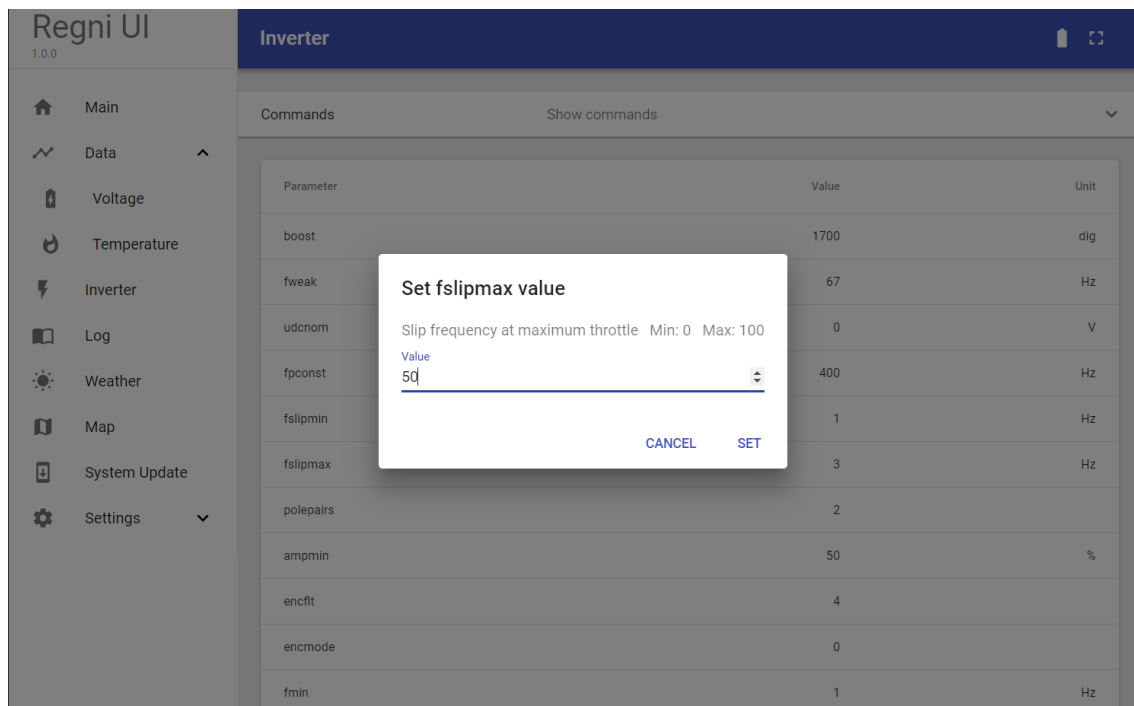 Regni UI
1.0.0
Main
Data
Voltage
Temperature
Inverter
Log
Weather
Map
System Update
Settings
Inverter
Commands Show commands
Parameter Value Unit
boost 1700 dig
fweak 67 Hz
udcnom 0 V
fpconst 400 Hz
fslipmin 1 Hz
fslipmax 3 Hz
polepairs 2
ampmin 50 %
encflt 4
encmode 0
fmin 1 Hz
Set fslipmax value
Slip frequency at maximum throttle Min: 0 Max: 100
Value
50
CANCEL SET